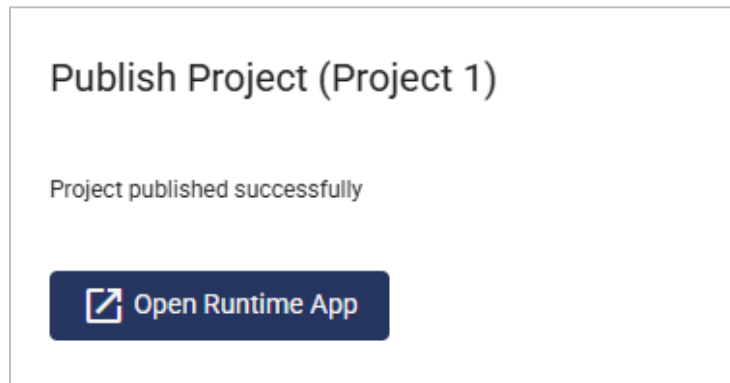 Publish Project (Project 1)
Project published successfully
Open Runtime App